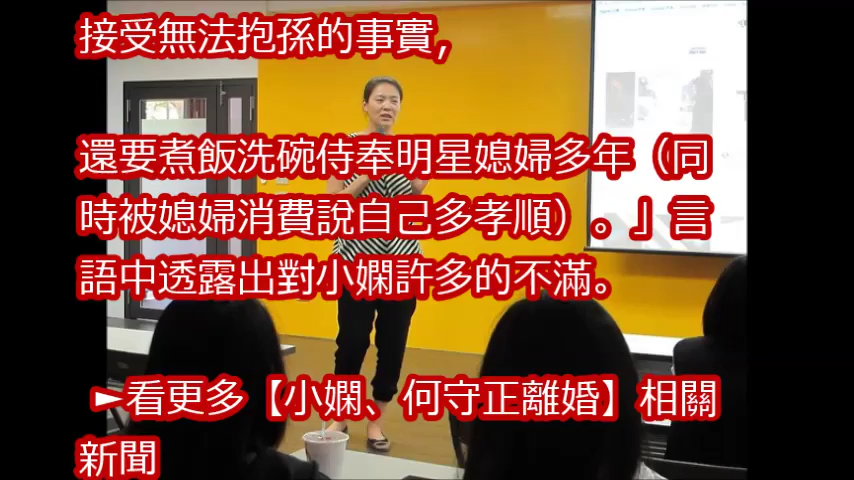 接受無法抱孫的事實，
還要煮飯洗碗侍奉明星媳婦多年（同
時被媳婦消費說自己多孝順）。」言
語中透露出對小嫻許多的不滿。
►看更多【小嫻、何守正離婚】相關
新聞